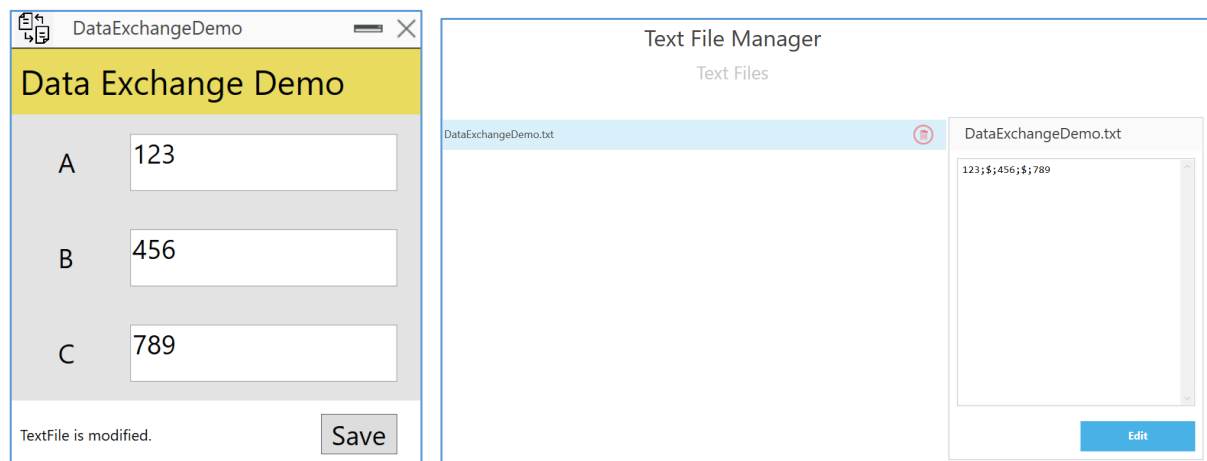 DataExchangeDemo
Data Exchange Demo
A
123
B
456
C
789
TextFile is modified.
Save
Text File Manager
Text Files
DataExchangeDemo.txt
DataExchangeDemo.txt
123;$;456;$;789
Edit